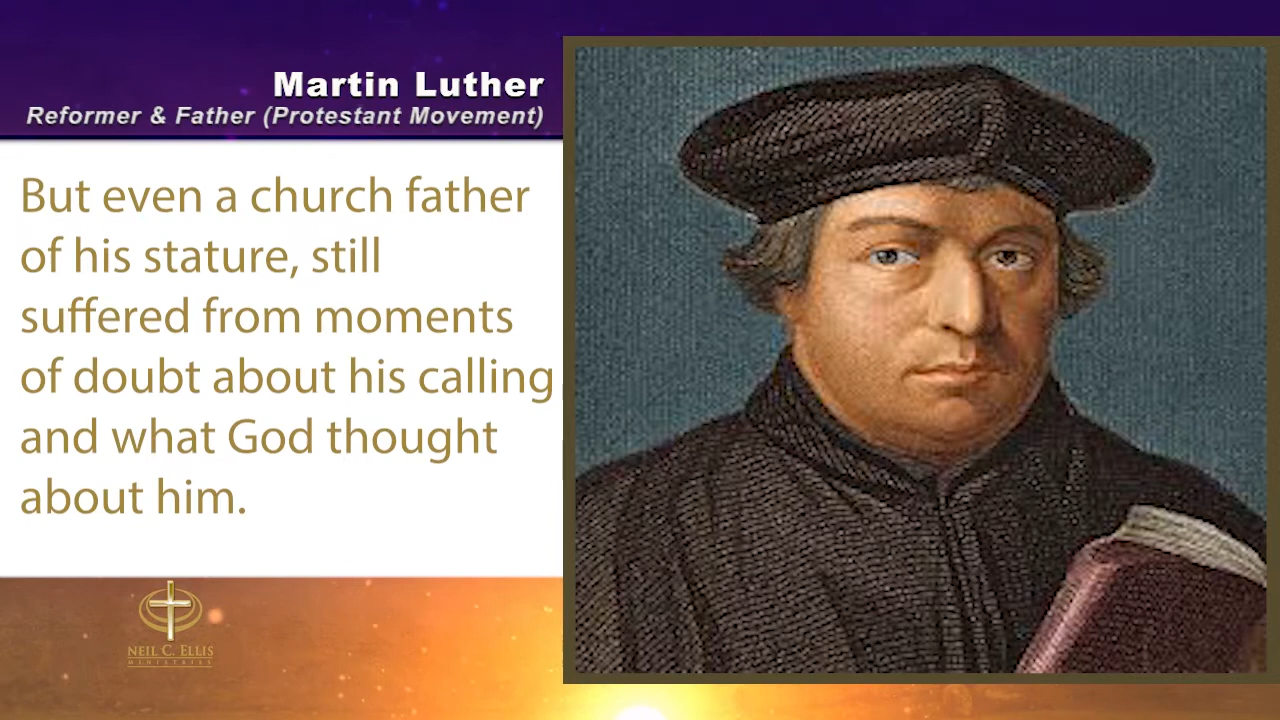 Martin Luther
Reformer & Father (Protestant Movement)
But even a church father
of his stature, still
suffered from moments
of doubt about his calling
and what God thought
about him.
NEIL C. ELLIS
MINISTRIES